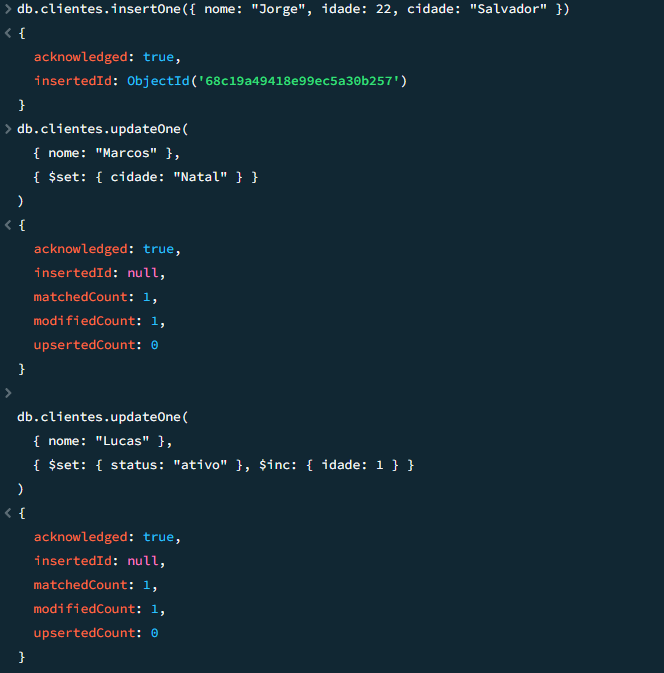 > db.clientes.insertOne({ nome: "Jorge", idade: 22, cidade: "Salvador" })
< {
    acknowledged: true,
    insertedId: ObjectId('68c19a49418e99ec5a30b257')
  }
> db.clientes.updateOne(
    { nome: "Marcos" },
    { $set: { cidade: "Natal" } }
  )
< {
    acknowledged: true,
    insertedId: null,
    matchedCount: 1,
    modifiedCount: 1,
    upsertedCount: 0
  }
>
  db.clientes.updateOne(
    { nome: "Lucas" },
    { $set: { status: "ativo" }, $inc: { idade: 1 } }
  )
< {
    acknowledged: true,
    insertedId: null,
    matchedCount: 1,
    modifiedCount: 1,
    upsertedCount: 0
  }